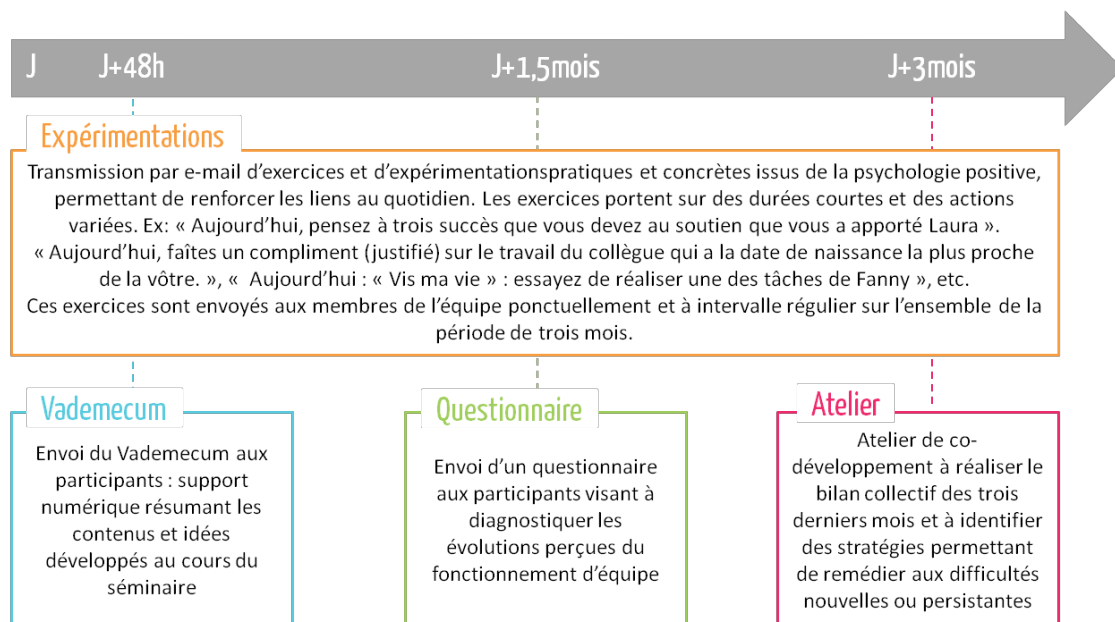 J J+48h J+1,5mois J+3mois
Expérimentations
Transmission par e-mail d’exercices et d’expérimentationspratiques et concrètes issus de la psychologie positive,
permettant de renforcer les liens au quotidien. Les exercices portent sur des durées courtes et des actions
variées. Ex: « Aujourd’hui, pensez à trois succès que vous devez au soutien que vous a apporté Laura ».
« Aujourd’hui, faîtes un compliment (justifié) sur le travail du collègue qui a la date de naissance la plus proche
de la vôtre. », « Aujourd’hui : « Vis ma vie » : essayez de réaliser une des tâches de Fanny », etc.
Ces exercices sont envoyés aux membres de l’équipe ponctuellement et à intervalle régulier sur l’ensemble de la
période de trois mois.
Vademecum
Envoi du Vademecum aux
participants : support
numérique résumant les
contenus et idées
développés au cours du
séminaire
Questionnaire
Envoi d’un questionnaire
aux participants visant à
diagnostiquer les
évolutions perçues du
fonctionnement d’équipe
Atelier
Atelier de co-
développement à réaliser le
bilan collectif des trois
derniers mois et à identifier
des stratégies permettant
de remédier aux difficultés
nouvelles ou persistantes